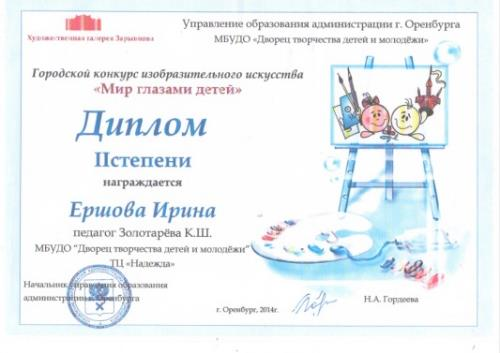 Художественная галерея Зарывнова
Управление образования администрации г. Оренбурга
МБУДО «Дворец творчества детей и молодёжи»
Городской конкурс изобразительного искусства
«Мир глазами детей»
Диплом
IIстепени
награждается
Ершова Ирина
педагог Золотарёва К.Ш.
МБУДО "Дворец творчества детей и молодёжи"
ТЦ «Надежда»
Начальник управления образования
администрации г. Оренбурга
Н.А. Гордеева
г. Оренбург, 2014г.